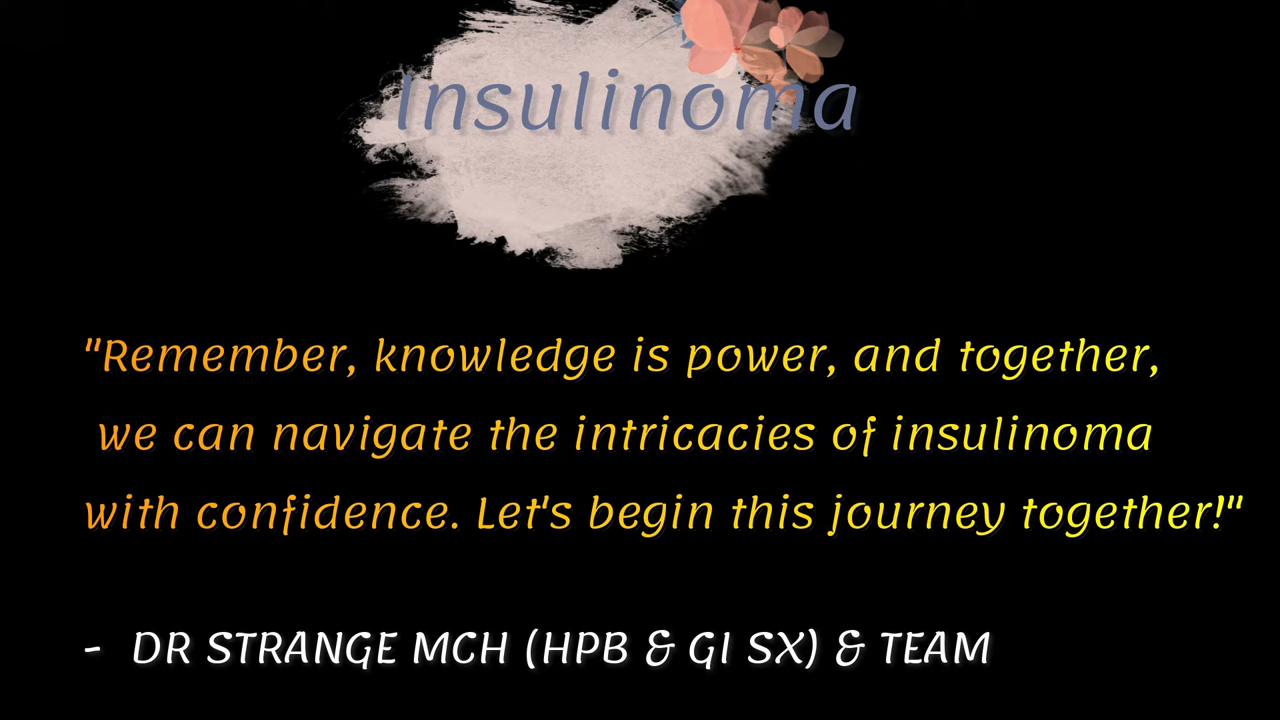 Insulinoma
"Remember, knowledge is power, and together,
we can navigate the intricacies of insulinoma
with confidence. Let's begin this journey together!"
- DR STRANGE MCH (HPB & GI SX) & TEAM